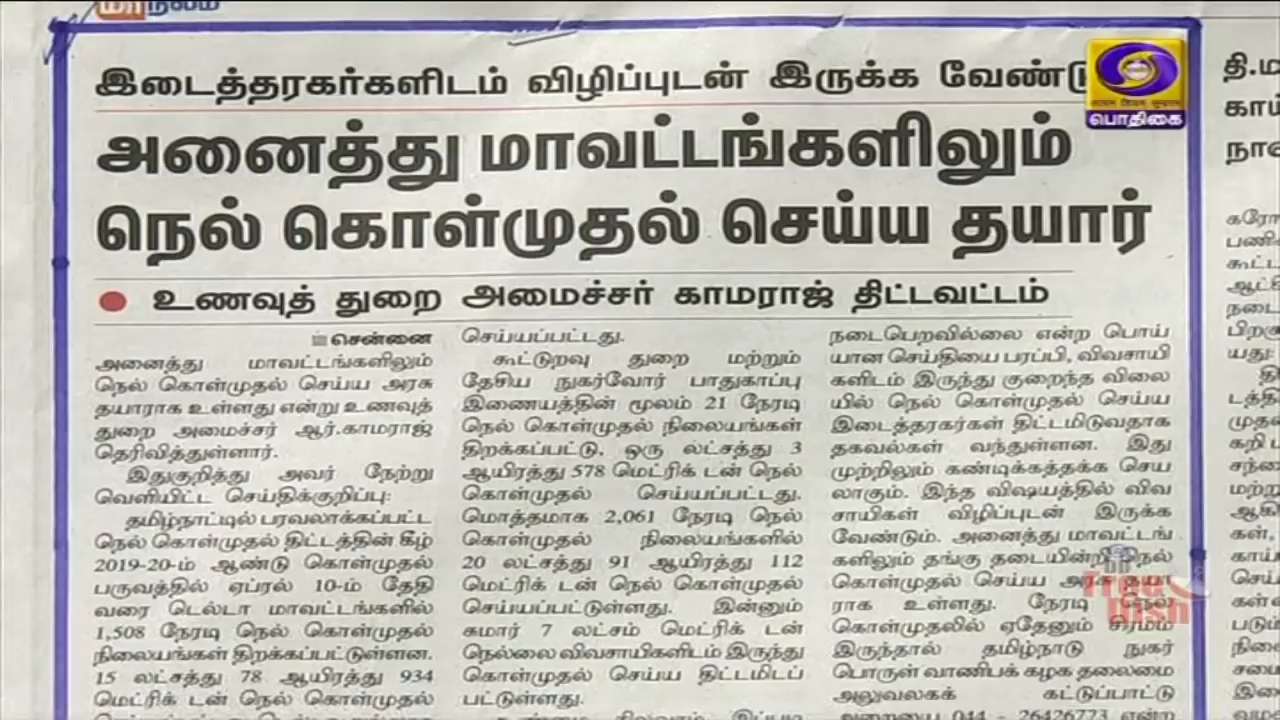 மாநிலம்
இடைத்தரகர்களிடம் விழிப்புடன் இருக்க
அனைத்து மாவட்டங்களிலும்
நெல் கொள்முதல் செய்ய தயார்
உணவுத் துறை அமைச்சர் காமராஜ் திட்டவட்டம்
பொதிகை
சென்னை
அனைத்து மாவட்டங்களிலும்
நெல் கொள்முதல் செய்ய அரசு
தயாராக உள்ளது என்று உணவுத்
துறை அமைச்சர் ஆர்.காமராஜ்
தெரிவித்துள்ளார்.
இதுகுறித்து அவர் நேற்று
வெளியிட்ட செய்திக்குறிப்பு:
தமிழ்நாட்டில் பரவலாக்கப்பட்ட
நெல் கொள்முதல் திட்டத்தின் கீழ்
2019-20-ம் ஆண்டு கொள்முதல்
பருவத்தில் ஏப்ரல் 10-ம் தேதி
வரை டெல்டா மாவட்டங்களில்
1,508 நேரடி நெல் கொள்முதல்
நிலையங்கள் திறக்கப்பட்டுள்ளன.
15 லட்சத்து 78 ஆயிரத்து 934
மெட்ரிக் டன் நெல் கொள்முதல்
செய்யப்பட்டது.
கூட்டுறவு துறை மற்றும்
தேசிய நுகர்வோர் பாதுகாப்பு
இணையத்தின் மூலம் 21 நேரடி
நெல் கொள்முதல் நிலையங்கள்
திறக்கப்பட்டு, ஒரு லட்சத்து 3
ஆயிரத்து 578 மெட்ரிக் டன் நெல்
கொள்முதல் செய்யப்பட்டது.
மொத்தமாக 2,061 நேரடி நெல்
கொள்முதல் நிலையங்களில்
20 லட்சத்து 91 ஆயிரத்து 112
மெட்ரிக் டன் நெல் கொள்முதல்
செய்யப்பட்டுள்ளது. இன்னும்
சுமார் 7 லட்சம் மெட்ரிக் டன்
நெல்லை விவசாயிகளிடம் இருந்து
கொள்முதல் செய்ய திட்டமிடப்
பட்டுள்ளது.
நடைபெறவில்லை என்ற பொய்
யான செய்தியை பரப்பி, விவசாயி
களிடம் இருந்து குறைந்த விலை
யில் நெல் கொள்முதல் செய்ய
இடைத்தரகர்கள் திட்டமிடுவதாக
தகவல்கள் வந்துள்ளன. இது
முற்றிலும் கண்டிக்கத்தக்க செய
லாகும். இந்த விஷயத்தில் விவ
சாயிகள் விழிப்புடன் இருக்க
வேண்டும். அனைத்து மாவட்டங்
களிலும் தங்கு தடையின்றி நெல்
கொள்முதல் செய்ய அரசு தயா
ராக உள்ளது. நேரடி நெல்
கொள்முதலில் ஏதேனும் சிரமம்
இருந்தால் தமிழ்நாடு நுகர்
பொருள் வாணிபக் கழக தலைமை
அலுவலகக் கட்டுப்பாட்டு
அறையை 044 - 26426773 என்ற